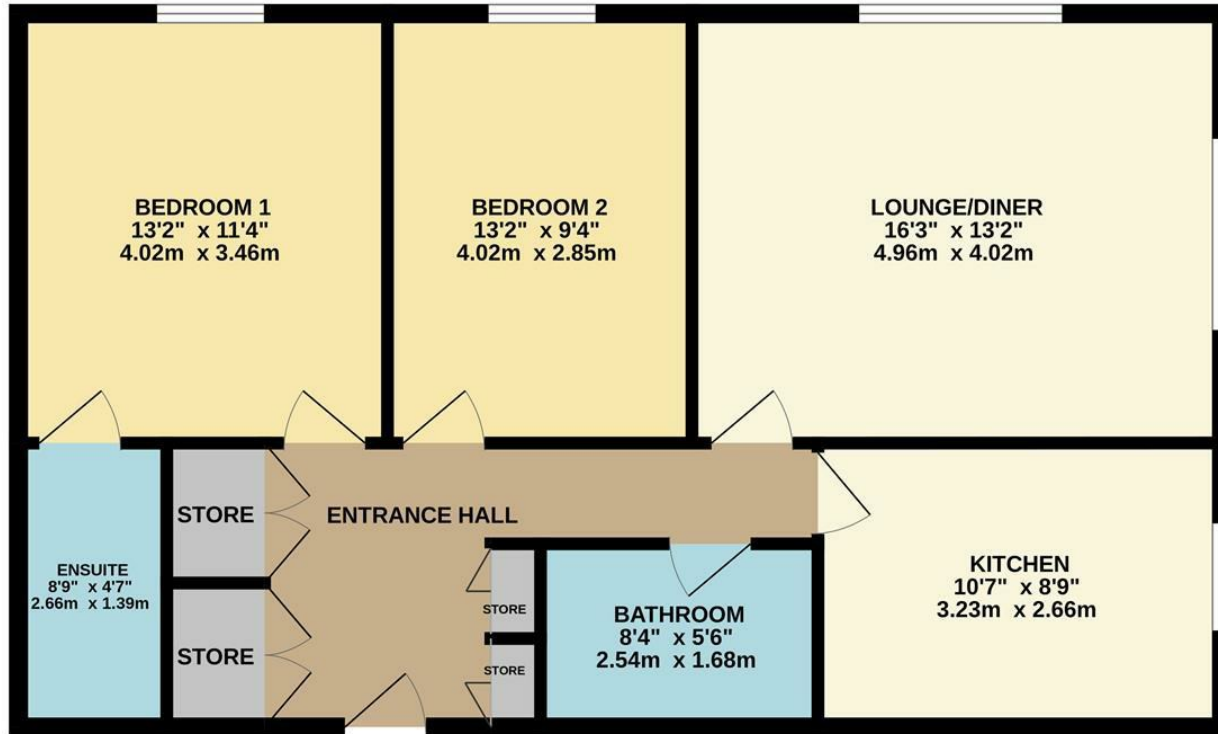 BEDROOM 1
13'2" x 11'4"
4.02m x 3.46m
BEDROOM 2
13'2" x 9'4"
4.02m x 2.85m
LOUNGE/DINER
16'3" x 13'2"
4.96m x 4.02m
ENSUITE
8'9" x 4'7"
2.66m x 1.39m
STORE
STORE
ENTRANCE HALL
STORE
STORE
BATHROOM
8'4" x 5'6"
2.54m x 1.68m
KITCHEN
10'7" x 8'9"
3.23m x 2.66m